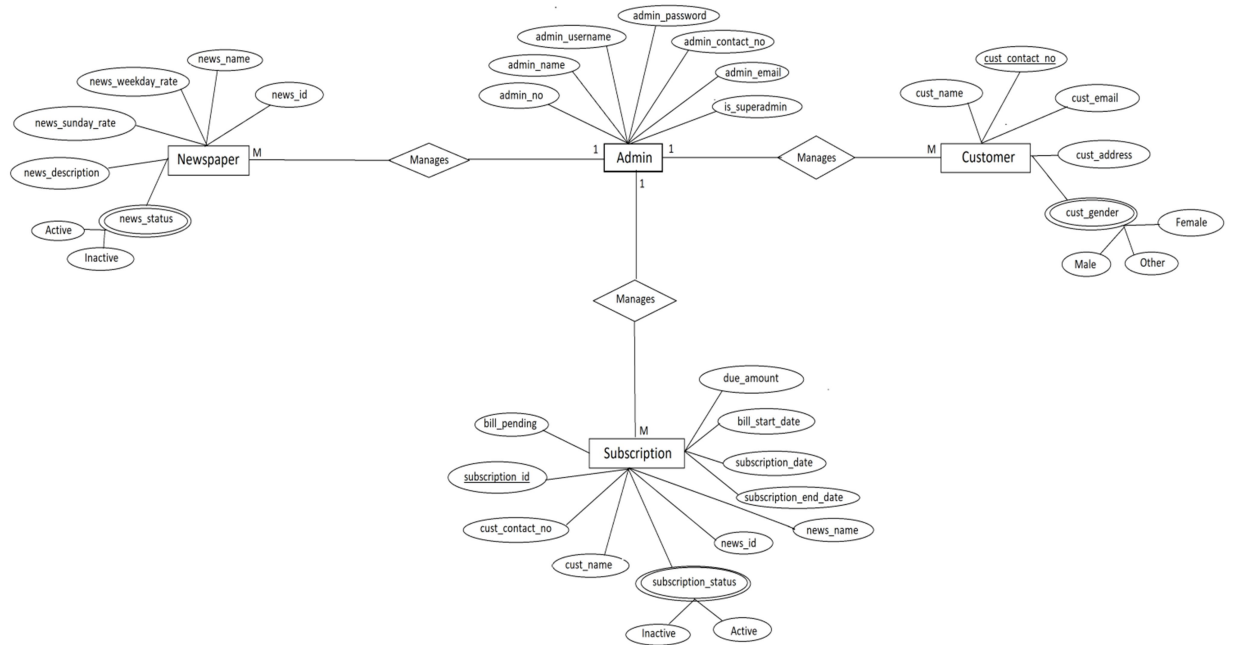 admin_password
admin_username
admin_contact_no
admin_name
admin_email
admin_no
is_superadmin
news_name
news_weekday_rate
news_id
news_sunday_rate
news_description
news_status
Active
Inactive
cust_contact_no
cust_name
cust_email
cust_address
cust_gender
Female
Male
Other
Newspaper
M
Manages
1
Admin
1
Manages
M
Customer
1
Manages
M
Subscription
due_amount
bill_pending
bill_start_date
subscription_id
subscription_date
subscription_end_date
cust_contact_no
news_name
cust_name
news_id
subscription_status
Inactive
Active